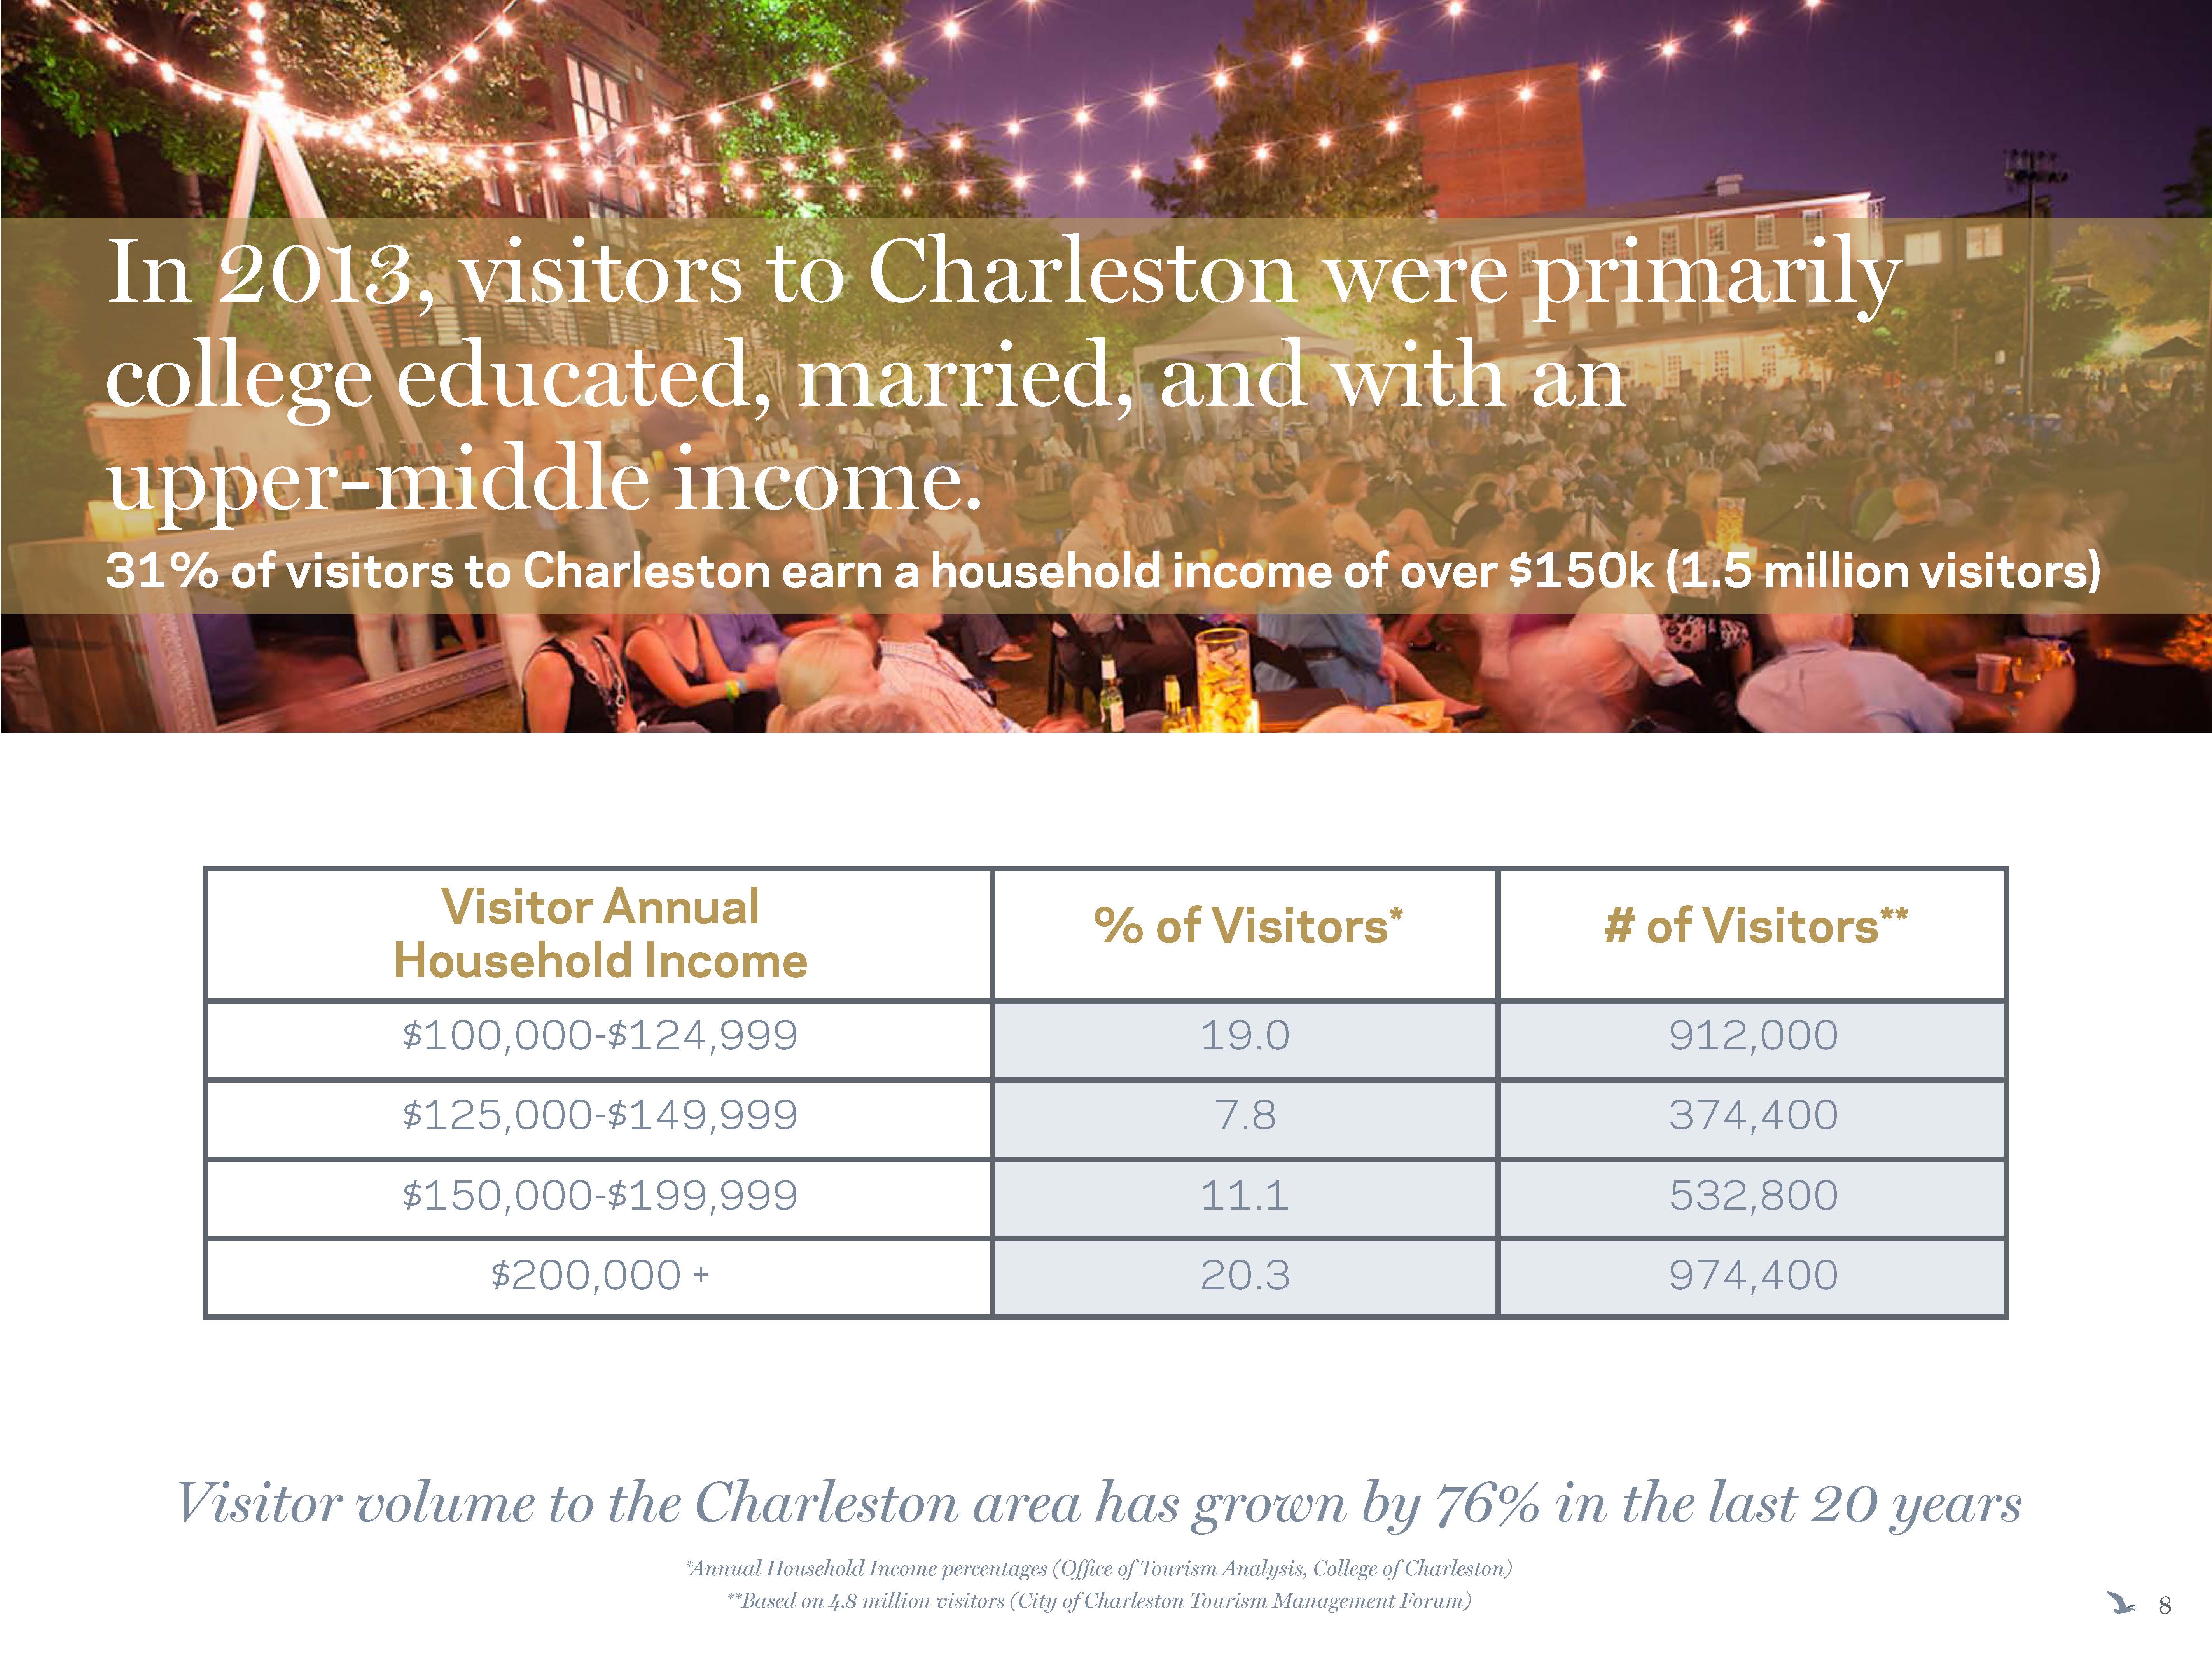 In 2013, visitors to Charleston were primarily
college educated, married, and with an
upper-middle income.
31% of visitors to Charleston earn a household income of over $150k (1.5 million visitors)
Visitor Annual
Household Income
% of Visitors*
# of Visitors**
$100,000-$124,999
19.0
912,000
$125,000-$149,999
7.8
374,400
$150,000-$199,999
11.1
532,800
$200,000 +
20.3
974,400
Visitor volume to the Charleston area has grown by 76% in the last 20 years
*Annual Household Income percentages (Office of Tourism Analysis, College of Charleston)
**Based on 4.8 million visitors (City of Charleston Tourism Management Forum)
8